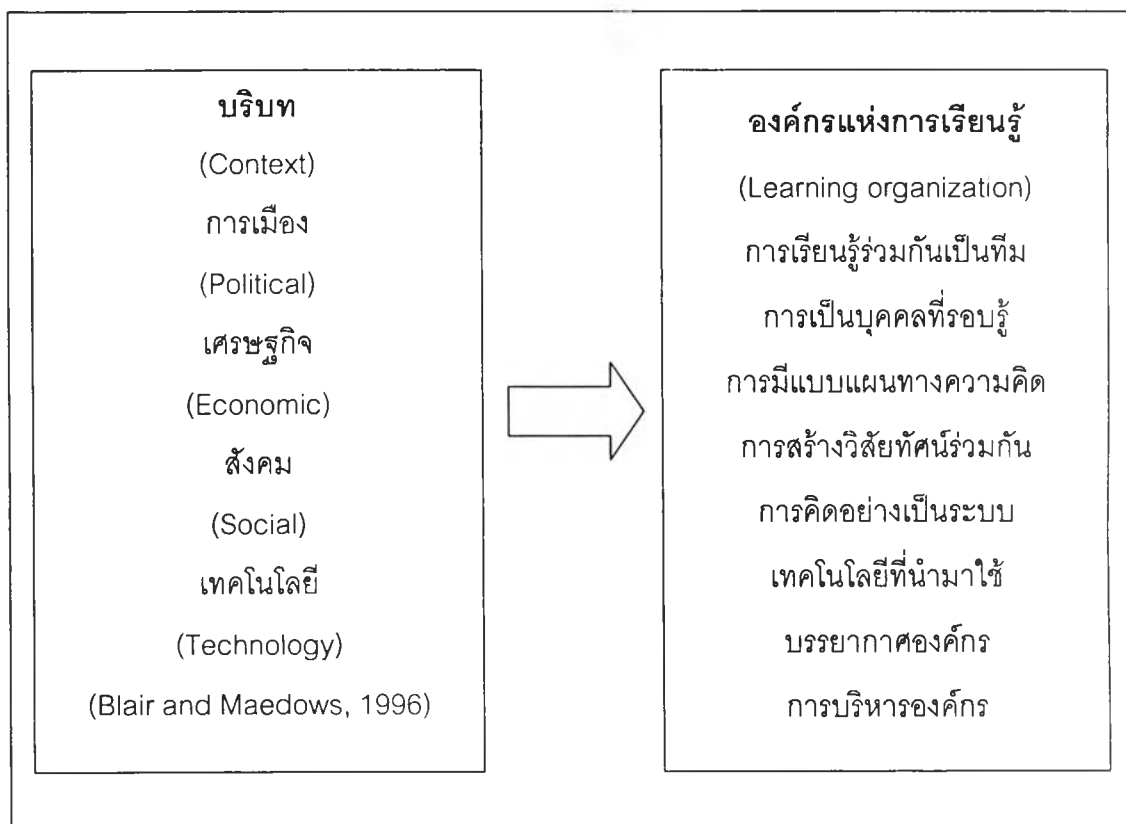 บริบท
(Context)
การเมือง
(Political)
เศรษฐกิจ
(Economic)
สังคม
(Social)
เทคโนโลยี
(Technology)
(Blair and Maedows, 1996)
องค์กรแห่งการเรียนรู้
(Learning organization)
การเรียนรู้ร่วมกันเป็นทีม
การเป็นบุคคลที่รอบรู้
การมีแบบแผนทางความคิด
การสร้างวิสัยทัศน์ร่วมกัน
การคิดอย่างเป็นระบบ
เทคโนโลยีที่นำมาใช้
บรรยากาศองค์กร
การบริหารองค์กร